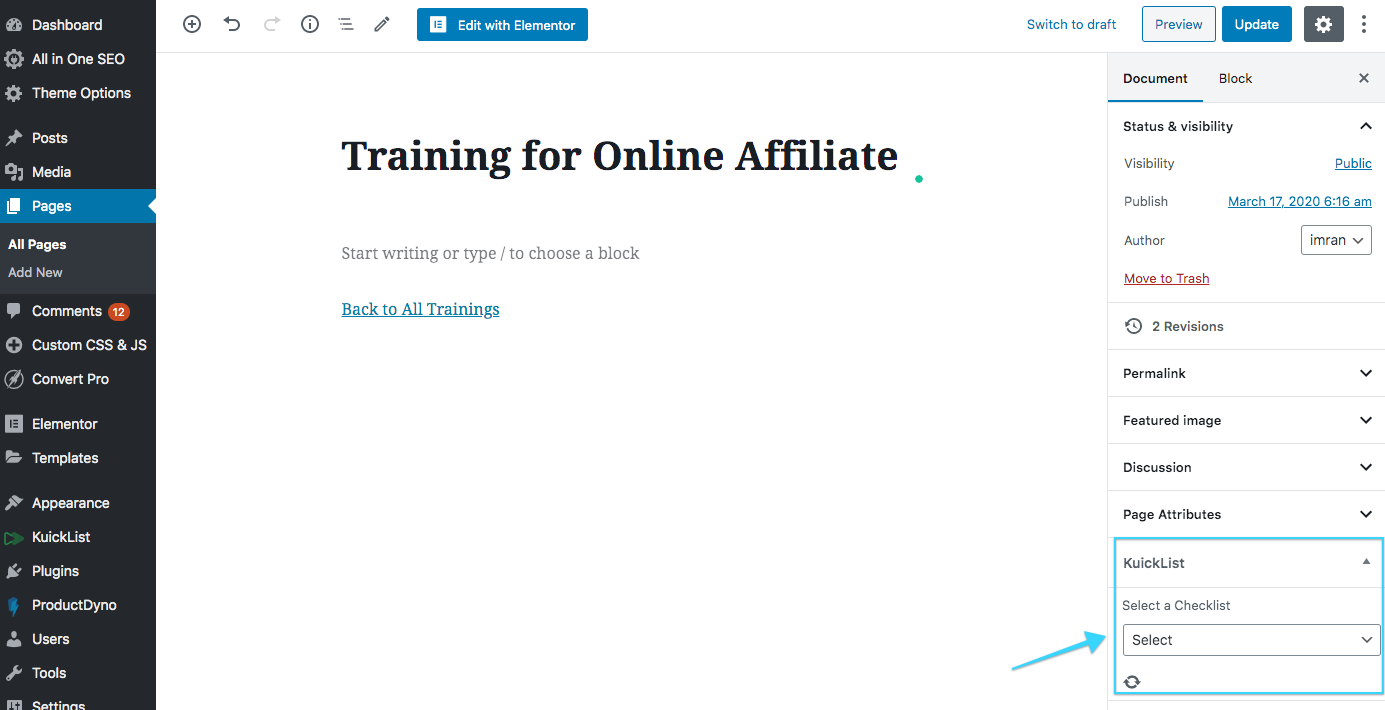 Dashboard
All in One SEO
Theme Options
Posts
Media
Pages
All Pages
Add New
Comments 12
Custom CSS & JS
Convert Pro
Elementor
Templates
Appearance
KuickList
Plugins
ProductDyno
Users
Tools
Settings
Edit with Elementor
Switch to draft
Preview
Update
Training for Online Affiliate
Start writing or type / to choose a block
Back to All Trainings
Document Block
Status & visibility
Visibility Public
Publish March 17, 2020 6:16 am
Author imran
Move to Trash
2 Revisions
Permalink
Featured image
Discussion
Page Attributes
KuickList
Select a Checklist
Select